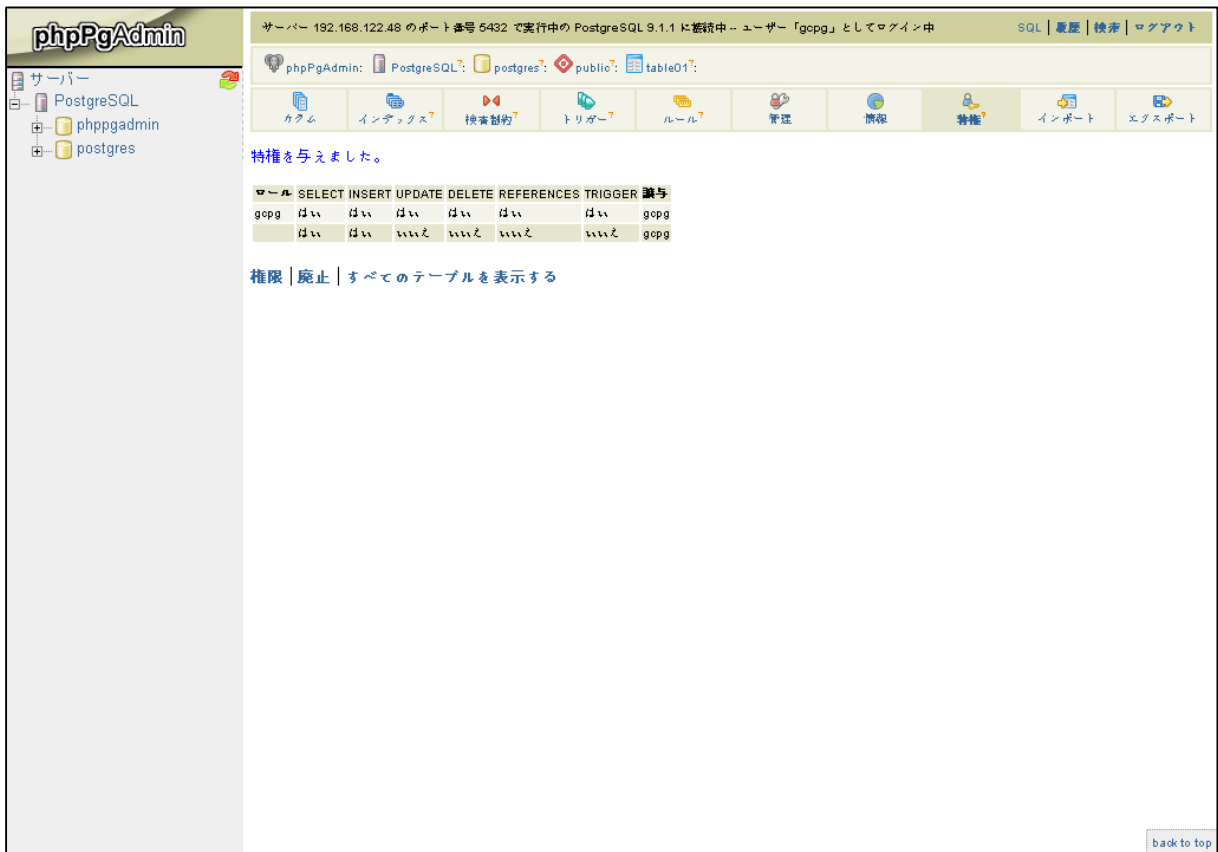 phpPgAdmin
サーバー
PostgreSQL
phppgadmin
postgres
サーバー 192.168.122.48 のポート番号 5432 で実行中の PostgreSQL 9.1.1 に接続中 -- ユーザー「gcpg」としてログイン中
SQL | 履歴 | 検索 | ログアウト
phpPgAdmin: PostgreSQL?: postgres?: public?: table01?:
カラム インデックス? 検査制約? トリガー? ルール? 管理 情報 特権? インポート エクスポート
特権を与えました。
ロール SELECT INSERT UPDATE DELETE REFERENCES TRIGGER 譲与
gcpg はい はい はい はい はい はい gcpg
はい はい いいえ いいえ いいえ いいえ gcpg
権限 | 廃止 | すべてのテーブルを表示する
back to top